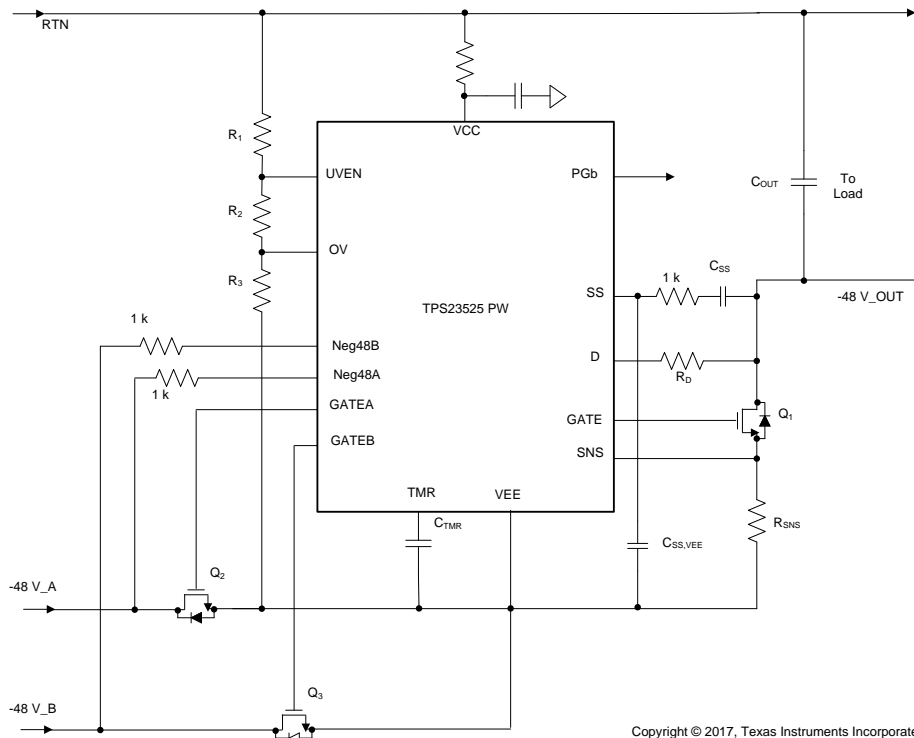 RTN
VCC
R1
UVEN
PGb
COUT
To
Load
R2
OV
R3
1 k
CSS
SS
-48 V_OUT
TPS23525 PW
1 k
Neg48B
D
RD
Neg48A
1 k
GATEA
GATE
Q1
GATEB
SNS
TMR
VEE
CTMR
RSNS
CSS,VEE
Q2
-48 V_A
Q3
-48 V_B
Copyright © 2017, Texas Instruments Incorporate